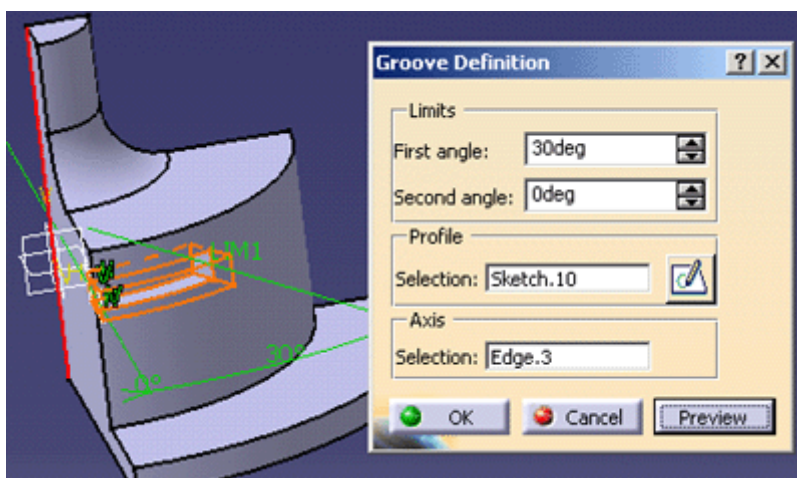 Groove Definition
? ×
Limits
First angle: 30deg
Second angle: 0deg
Profile
Selection: Sketch.10
Axis
Selection: Edge.3
OK Cancel Preview
LIM1
30°
0°